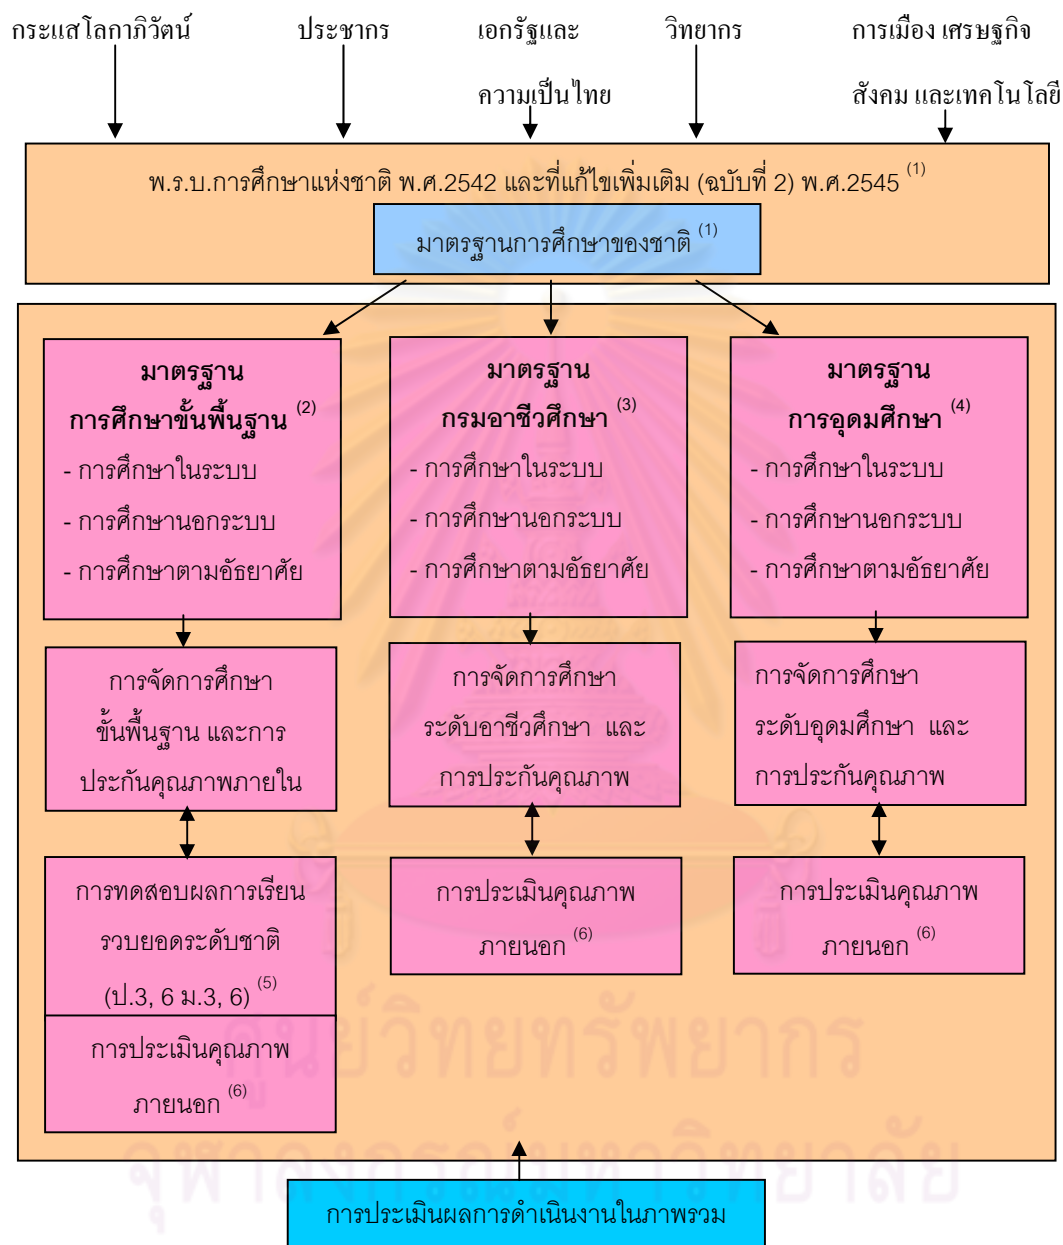 กระแสโลกาภิวัตน์ ประชากร เอกรัฐและ วิทยากร การเมือง เศรษฐกิจ
ความเป็นไทย สังคม และเทคโนโลยี
พ.ร.บ.การศึกษาแห่งชาติ พ.ศ.2542 และที่แก้ไขเพิ่มเติม (ฉบับที่ 2) พ.ศ.2545 (1)
มาตรฐานการศึกษาของชาติ (1)
มาตรฐาน
การศึกษาขั้นพื้นฐาน (2)
- การศึกษาในระบบ
- การศึกษานอกระบบ
- การศึกษาตามอัธยาศัย
มาตรฐาน
กรมอาชีวศึกษา (3)
- การศึกษาในระบบ
- การศึกษานอกระบบ
- การศึกษาตามอัธยาศัย
มาตรฐาน
การอุดมศึกษา (4)
- การศึกษาในระบบ
- การศึกษานอกระบบ
- การศึกษาตามอัธยาศัย
การจัดการศึกษา
ขั้นพื้นฐาน และการ
ประกันคุณภาพภายใน
การจัดการศึกษา
ระดับอาชีวศึกษา และ
การประกันคุณภาพ
การจัดการศึกษา
ระดับอุดมศึกษา และ
การประกันคุณภาพ
การทดสอบผลการเรียน
รวบยอดระดับชาติ
(ป.3, 6 ม.3, 6) (5)
การประเมินคุณภาพ
ภายนอก (6)
การประเมินคุณภาพ
ภายนอก (6)
การประเมินคุณภาพ
ภายนอก (6)
ศูนย์วิทยทรัพยากร
จุฬาลงกรณ์มหาวิทยาลัย
การประเมินผลการดำเนินงานในภาพรวม